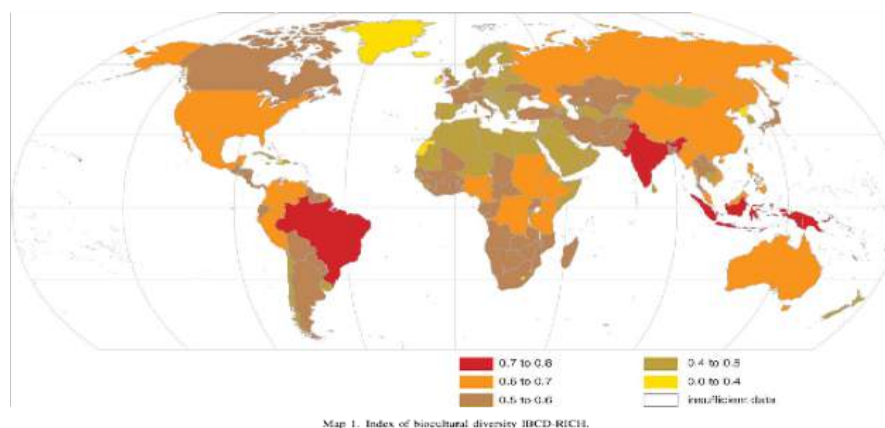 0.7 to 0.8
0.6 to 0.7
0.5 to 0.6
0.4 to 0.5
0.0 to 0.4
insufficient data
Map 1. Index of biocultural diversity IBCD-RICH.